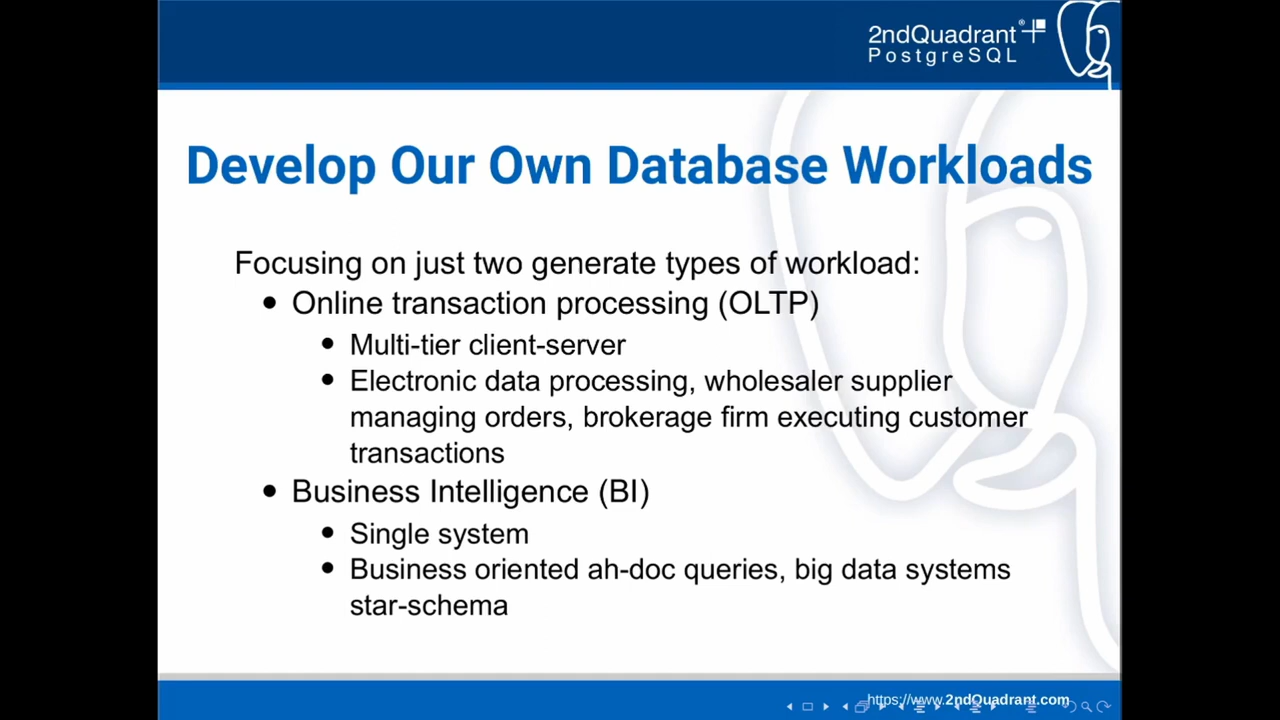 2ndQuadrant®
PostgreSQL
Develop Our Own Database Workloads
Focusing on just two generate types of workload:
• Online transaction processing (OLTP)
• Multi-tier client-server
• Electronic data processing, wholesaler supplier
managing orders, brokerage firm executing customer
transactions
• Business Intelligence (BI)
• Single system
• Business oriented ah-doc queries, big data systems
star-schema
https://www.2ndQuadrant.com